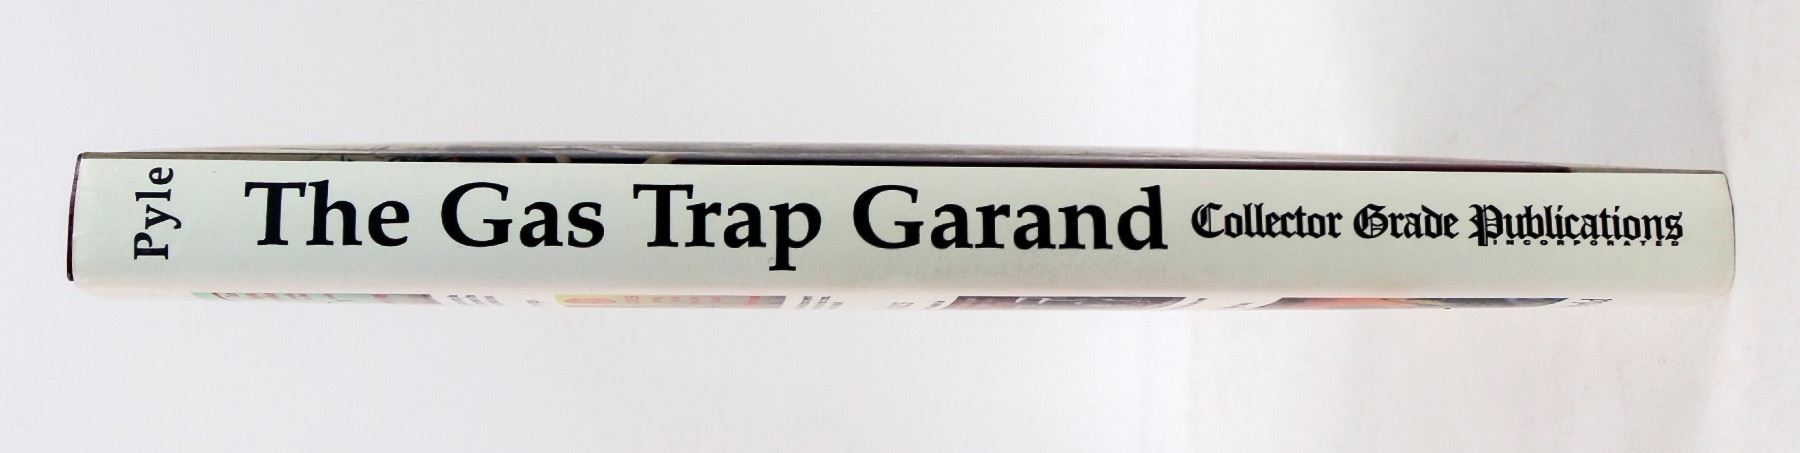 Pyle
The Gas Trap Garand
Collector Grade Publications
INCORPORATED